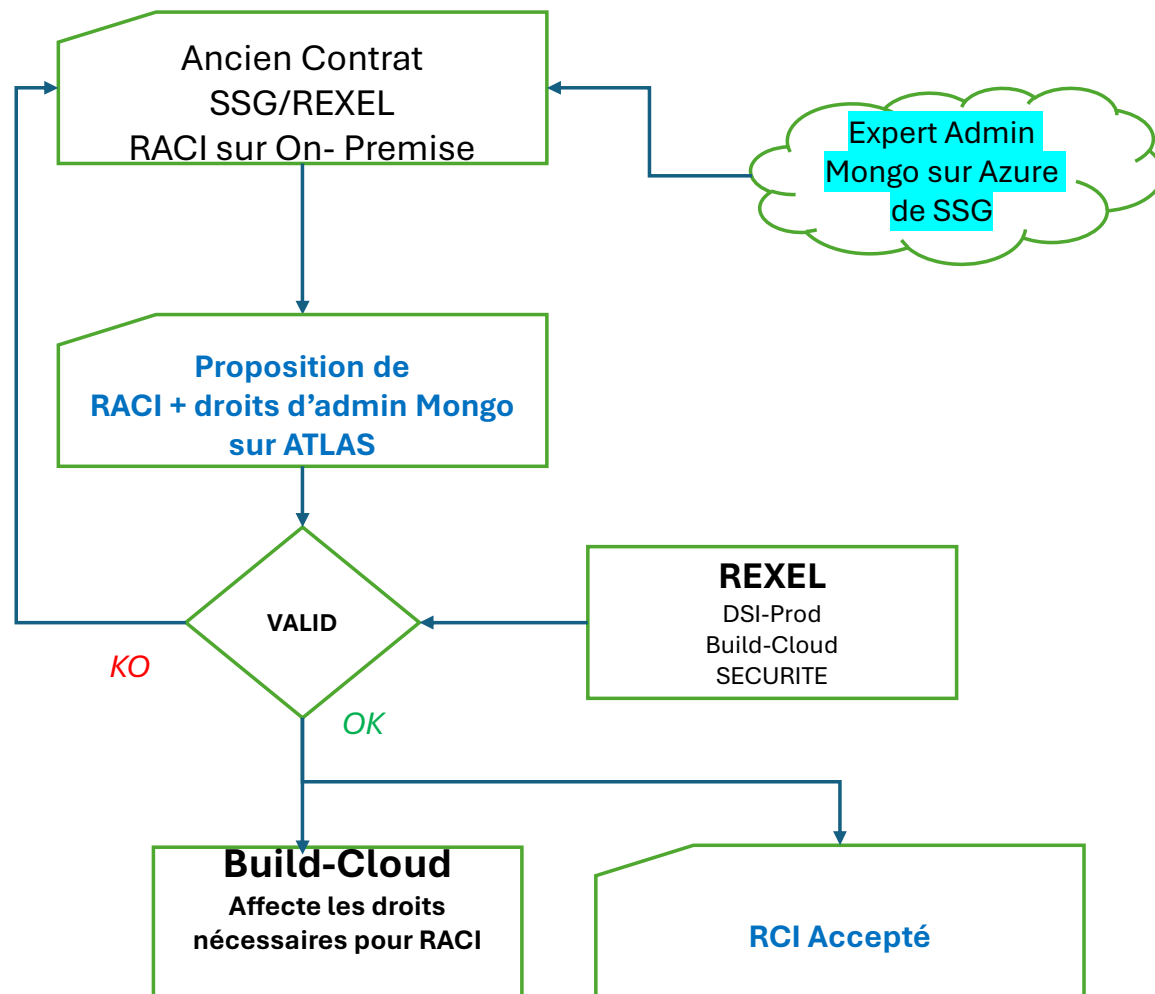 Ancien Contrat
SSG/REXEL
RACI sur On- Premise
Expert Admin
Mongo sur Azure
de SSG
Proposition de
RACI + droits d’admin Mongo
sur ATLAS
VALID
REXEL
DSI-Prod
Build-Cloud
SECURITE
KO
OK
Build-Cloud
Affecte les droits
nécessaires pour RACI
RCI Accepté